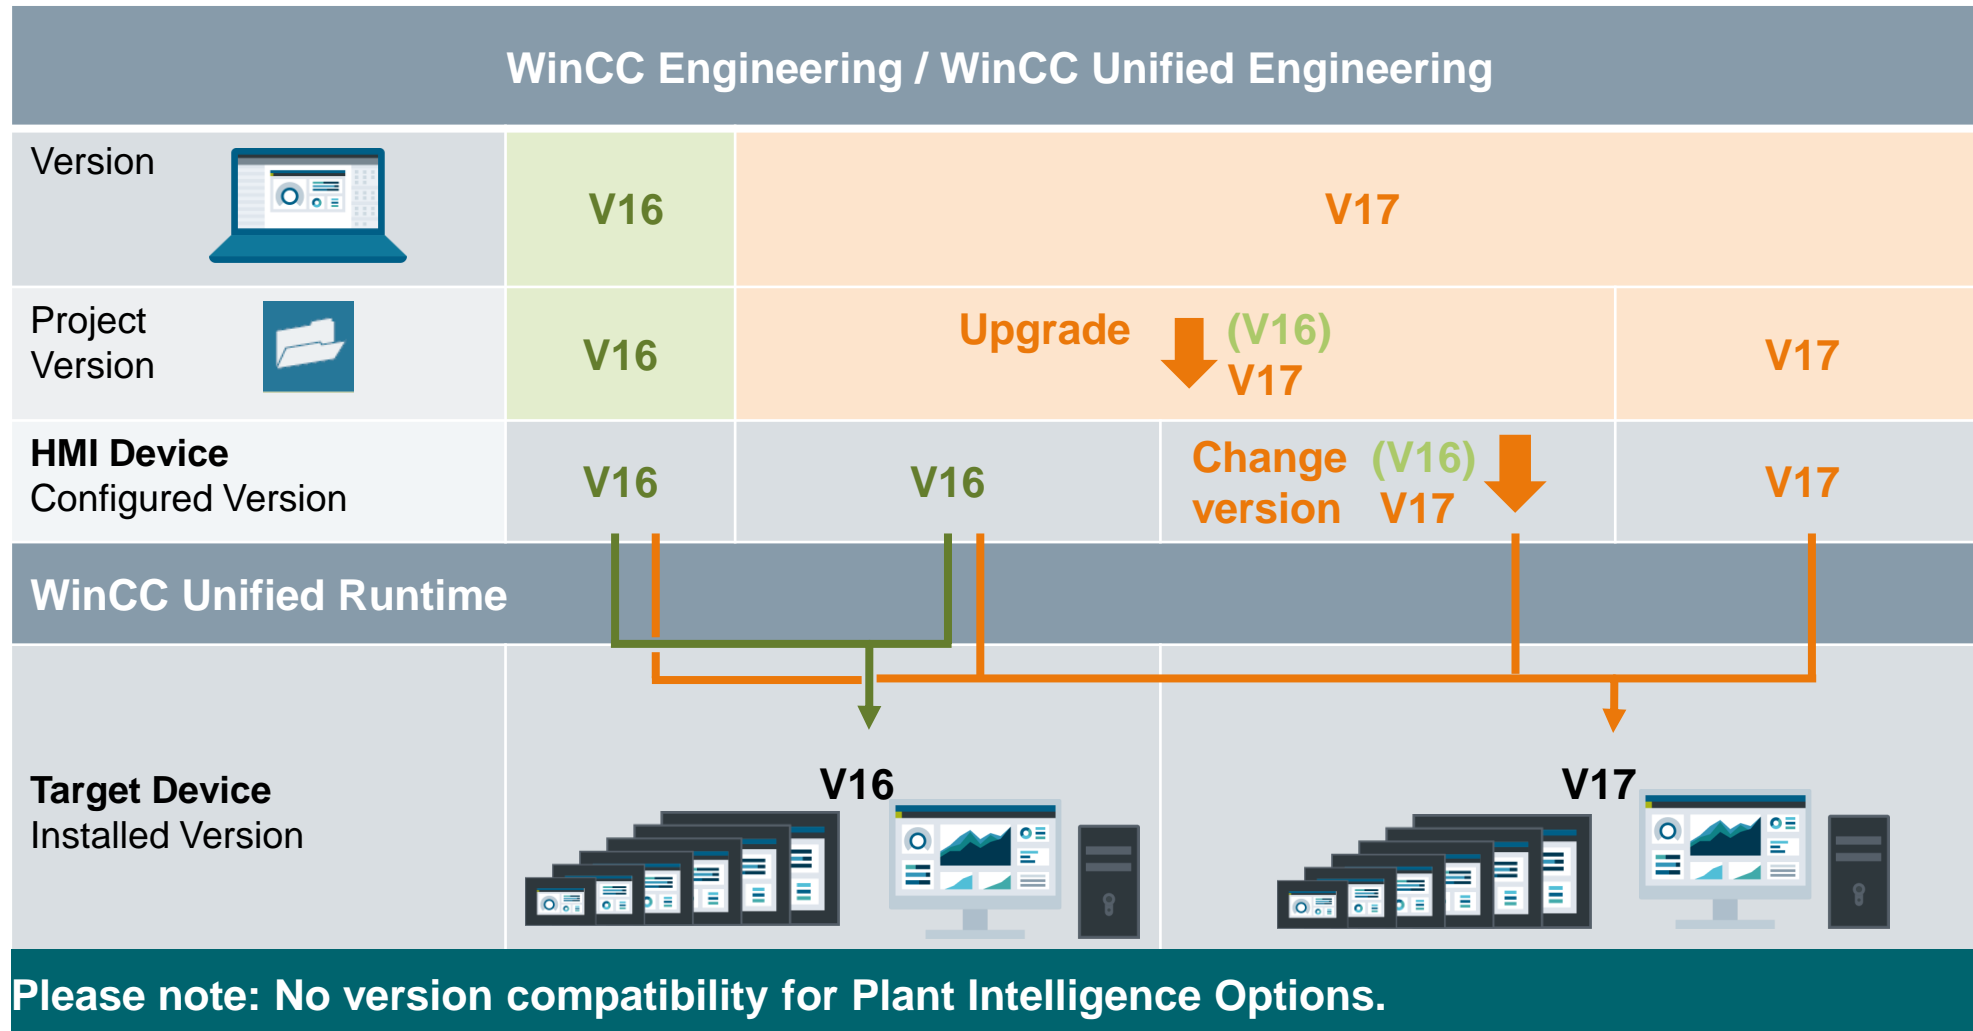 WinCC Engineering / WinCC Unified Engineering
Version
V16
V17
Project
Version
V16
Upgrade
(V16)
V17
V17
HMI Device
Configured Version
V16
V16
Change (V16)
version V17
V17
WinCC Unified Runtime
Target Device
Installed Version
V16
V17
Please note: No version compatibility for Plant Intelligence Options.